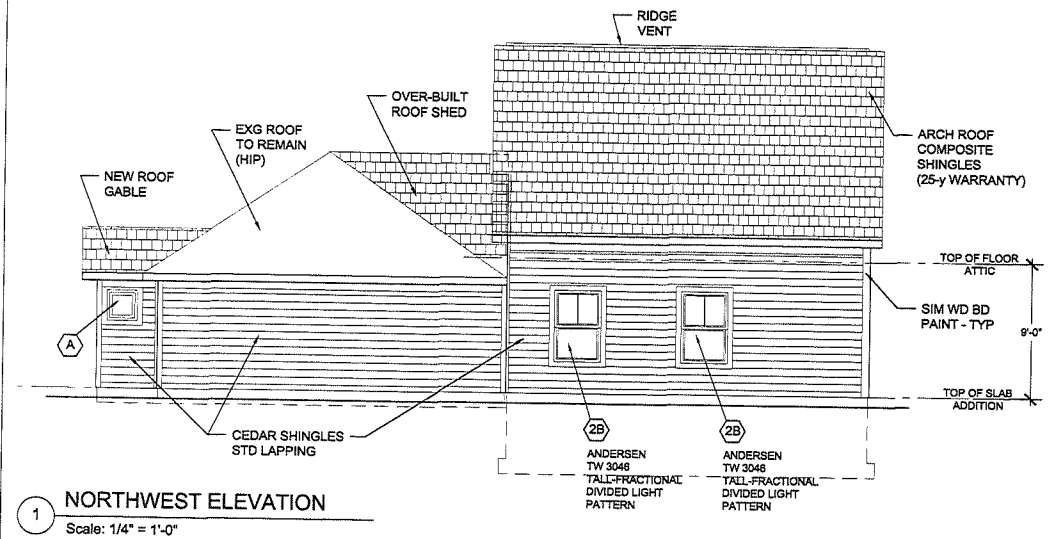 RIDGE
VENT
OVER-BUILT
ROOF SHED
EXG ROOF
TO REMAIN
(HIP)
NEW ROOF
GABLE
ARCH ROOF
COMPOSITE
SHINGLES
(25-y WARRANTY)
TOP OF FLOOR
ATTIC
SIM WD BD
PAINT - TYP
9'-0"
A
TOP OF SLAB
ADDITION
CEDAR SHINGLES
STD LAPPING
2B
ANDERSEN
TW 3046
TALL-FRACTIONAL
DIVIDED LIGHT
PATTERN
2B
ANDERSEN
TW 3046
TALL-FRACTIONAL
DIVIDED LIGHT
PATTERN
1
NORTHWEST ELEVATION
Scale: 1/4" = 1'-0"